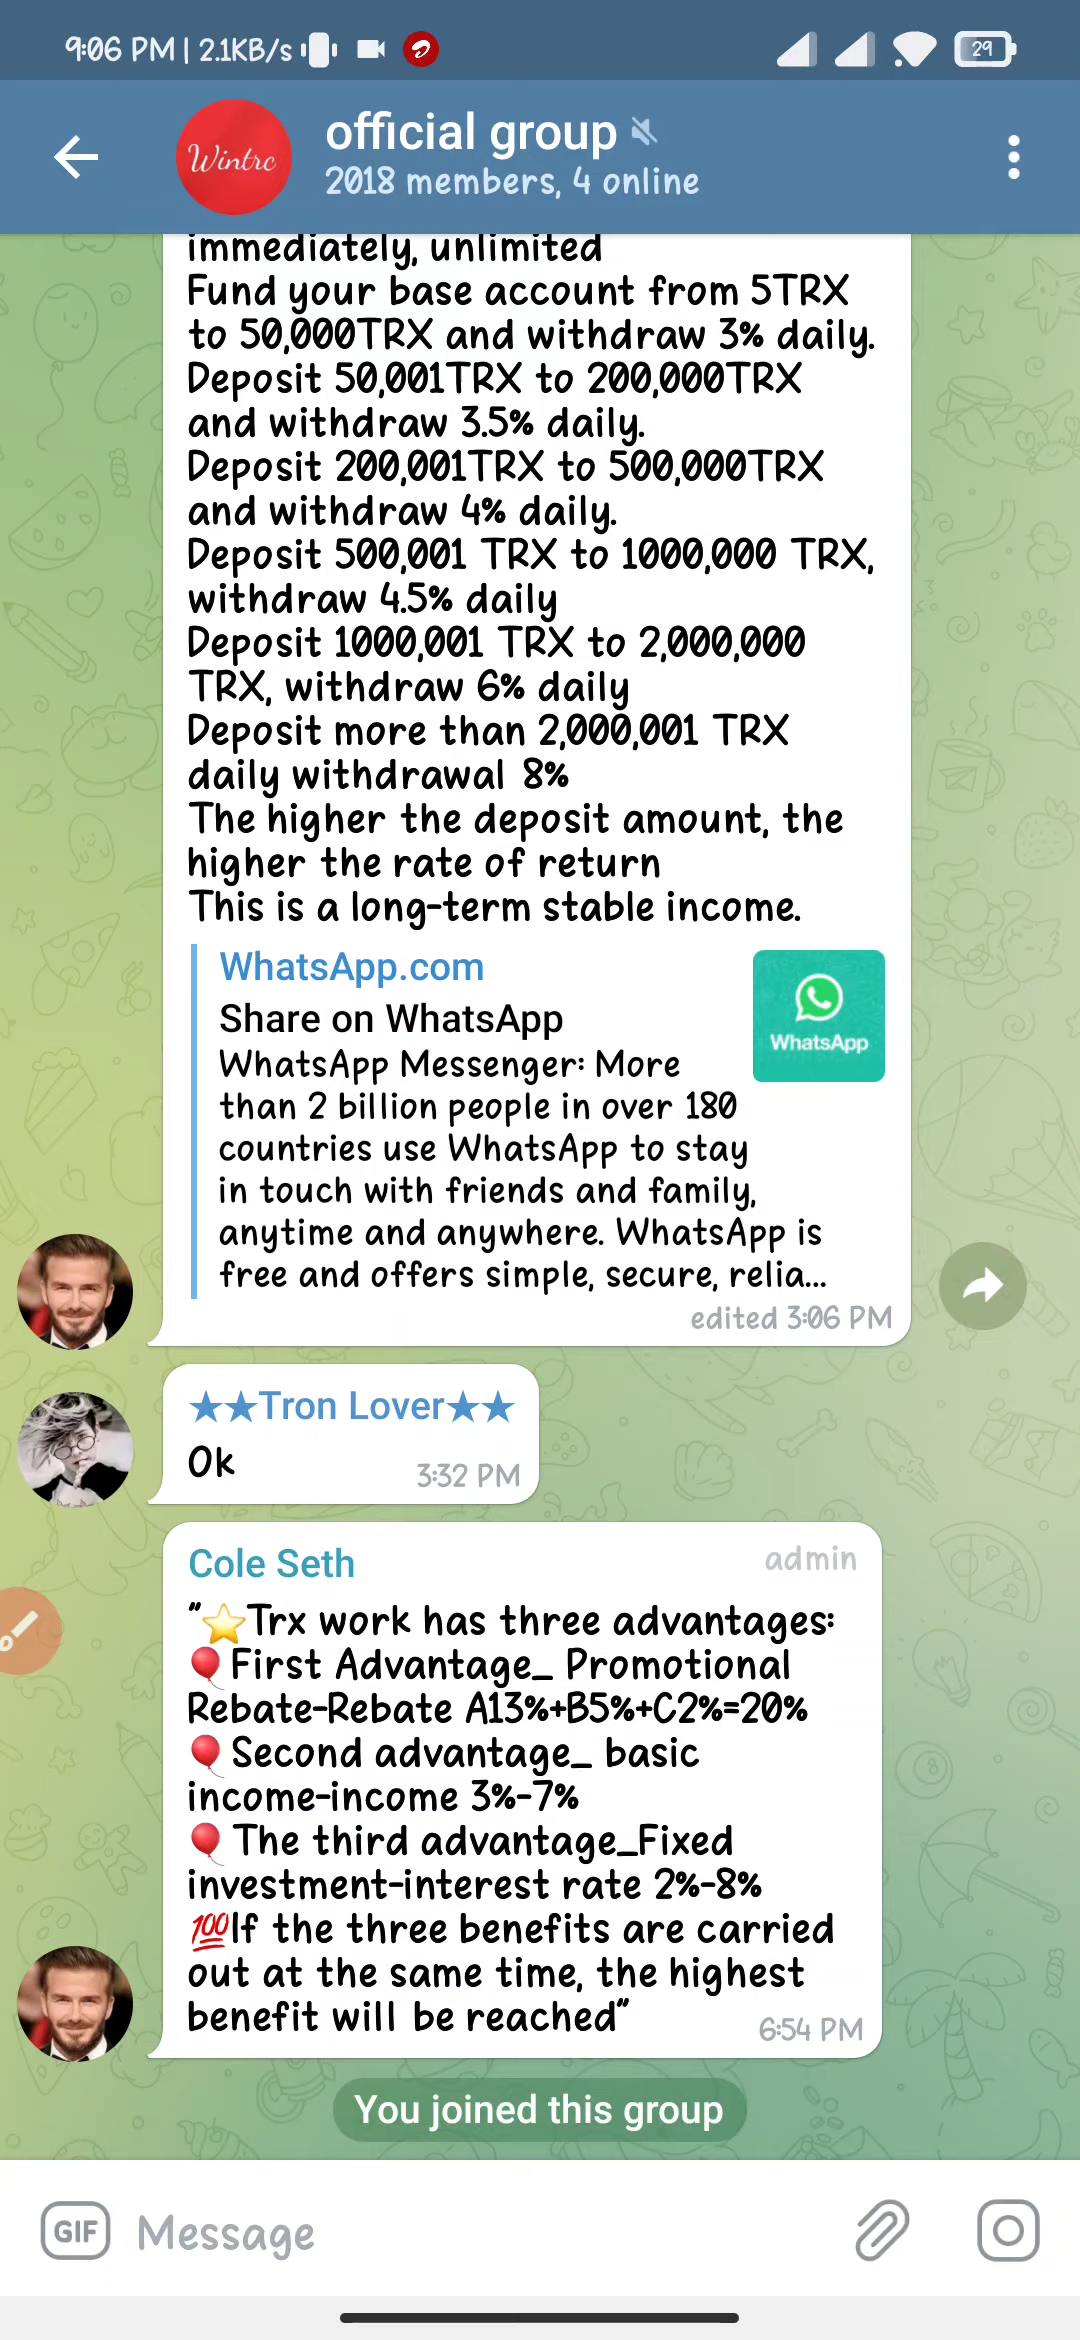 9:06 PM | 2.1KB/s
29
Wintrc
official group
2018 members, 4 online
immediately, unlimited
Fund your base account from 5TRX
to 50,000TRX and withdraw 3% daily.
Deposit 50,001TRX to 200,000TRX
and withdraw 3.5% daily.
Deposit 200,001TRX to 500,000TRX
and withdraw 4% daily.
Deposit 500,001 TRX to 1000,000 TRX,
withdraw 4.5% daily
Deposit 1000,001 TRX to 2,000,000
TRX, withdraw 6% daily
Deposit more than 2,000,001 TRX
daily withdrawal 8%
The higher the deposit amount, the
higher the rate of return
This is a long-term stable income.
WhatsApp.com
Share on WhatsApp
WhatsApp
WhatsApp Messenger: More
than 2 billion people in over 180
countries use WhatsApp to stay
in touch with friends and family,
anytime and anywhere. WhatsApp is
free and offers simple, secure, relia...
edited 3:06 PM
★★Tron Lover★★
Ok
3:32 PM
Cole Seth
admin
"⭐Trx work has three advantages:
🎈First Advantage_ Promotional
Rebate-Rebate A13%+B5%+C2%=20%
🎈Second advantage_ basic
income-income 3%-7%
🎈The third advantage_Fixed
investment-interest rate 2%-8%
💯If the three benefits are carried
out at the same time, the highest
benefit will be reached"
6:54 PM
You joined this group
GIF
Message